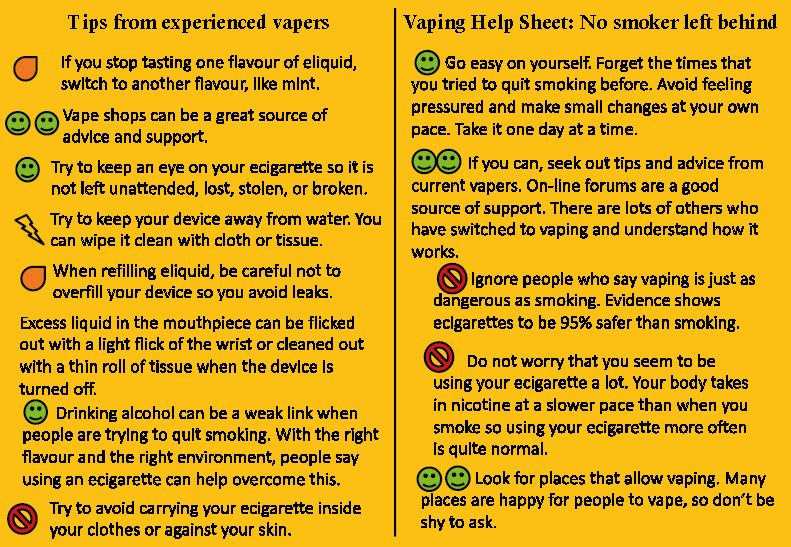 Tips from experienced vapers
If you stop tasting one flavour of eliquid,
switch to another flavour, like mint.
Vape shops can be a great source of
advice and support.
Try to keep an eye on your ecigarette so it is
not left unattended, lost, stolen, or broken.
Try to keep your device away from water. You
can wipe it clean with cloth or tissue.
When refilling eliquid, be careful not to
overfill your device so you avoid leaks.
Excess liquid in the mouthpiece can be flicked
out with a light flick of the wrist or cleaned out
with a thin roll of tissue when the device is
turned off.
Drinking alcohol can be a weak link when
people are trying to quit smoking. With the right
flavour and the right environment, people say
using an ecigarette can help overcome this.
Try to avoid carrying your ecigarette inside
your clothes or against your skin.
Vaping Help Sheet: No smoker left behind
Go easy on yourself. Forget the times that
you tried to quit smoking before. Avoid feeling
pressured and make small changes at your own
pace. Take it one day at a time.
If you can, seek out tips and advice from
current vapers. On-line forums are a good
source of support. There are lots of others who
have switched to vaping and understand how it
works.
Ignore people who say vaping is just as
dangerous as smoking. Evidence shows
ecigarettes to be 95% safer than smoking.
Do not worry that you seem to be
using your ecigarette a lot. Your body takes
in nicotine at a slower pace than when you
smoke so using your ecigarette more often
is quite normal.
Look for places that allow vaping. Many
places are happy for people to vape, so don't be
shy to ask.